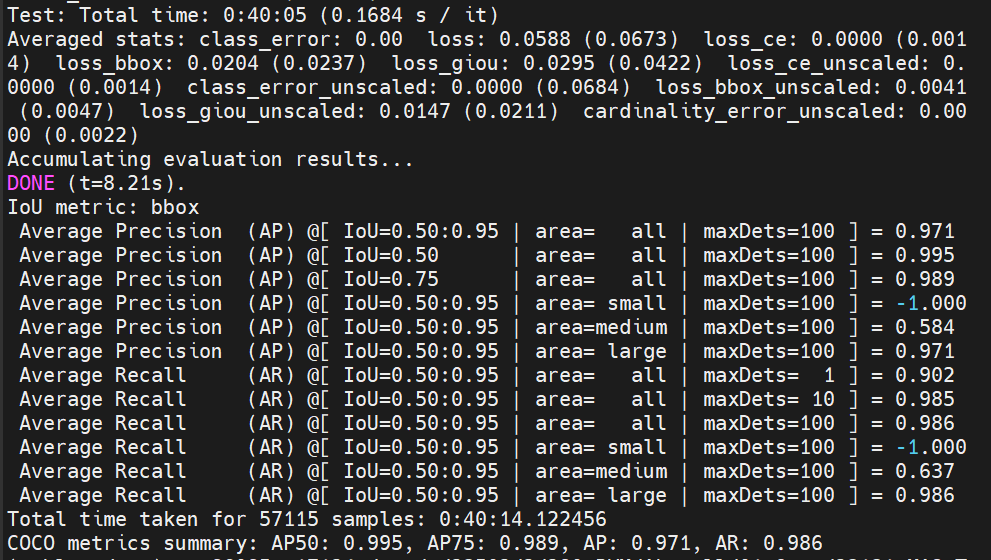 Test: Total time: 0:40:05 (0.1684 s / it)
Averaged stats: class_error: 0.00  loss: 0.0588 (0.0673)  loss_ce: 0.0000 (0.001
4)  loss_bbox: 0.0204 (0.0237)  loss_giou: 0.0295 (0.0422)  loss_ce_unscaled: 0.
0000 (0.0014)  class_error_unscaled: 0.0000 (0.0684)  loss_bbox_unscaled: 0.0041
 (0.0047)  loss_giou_unscaled: 0.0147 (0.0211)  cardinality_error_unscaled: 0.00
00 (0.0022)
Accumulating evaluation results...
DONE (t=8.21s).
IoU metric: bbox
 Average Precision  (AP) @[ IoU=0.50:0.95 | area=   all | maxDets=100 ] = 0.971
 Average Precision  (AP) @[ IoU=0.50      | area=   all | maxDets=100 ] = 0.995
 Average Precision  (AP) @[ IoU=0.75      | area=   all | maxDets=100 ] = 0.989
 Average Precision  (AP) @[ IoU=0.50:0.95 | area= small | maxDets=100 ] = -1.000
 Average Precision  (AP) @[ IoU=0.50:0.95 | area=medium | maxDets=100 ] = 0.584
 Average Precision  (AP) @[ IoU=0.50:0.95 | area= large | maxDets=100 ] = 0.971
 Average Recall     (AR) @[ IoU=0.50:0.95 | area=   all | maxDets=  1 ] = 0.902
 Average Recall     (AR) @[ IoU=0.50:0.95 | area=   all | maxDets= 10 ] = 0.985
 Average Recall     (AR) @[ IoU=0.50:0.95 | area=   all | maxDets=100 ] = 0.986
 Average Recall     (AR) @[ IoU=0.50:0.95 | area= small | maxDets=100 ] = -1.000
 Average Recall     (AR) @[ IoU=0.50:0.95 | area=medium | maxDets=100 ] = 0.637
 Average Recall     (AR) @[ IoU=0.50:0.95 | area= large | maxDets=100 ] = 0.986
Total time taken for 57115 samples: 0:40:14.122456
COCO metrics summary: AP50: 0.995, AP75: 0.989, AP: 0.971, AR: 0.986